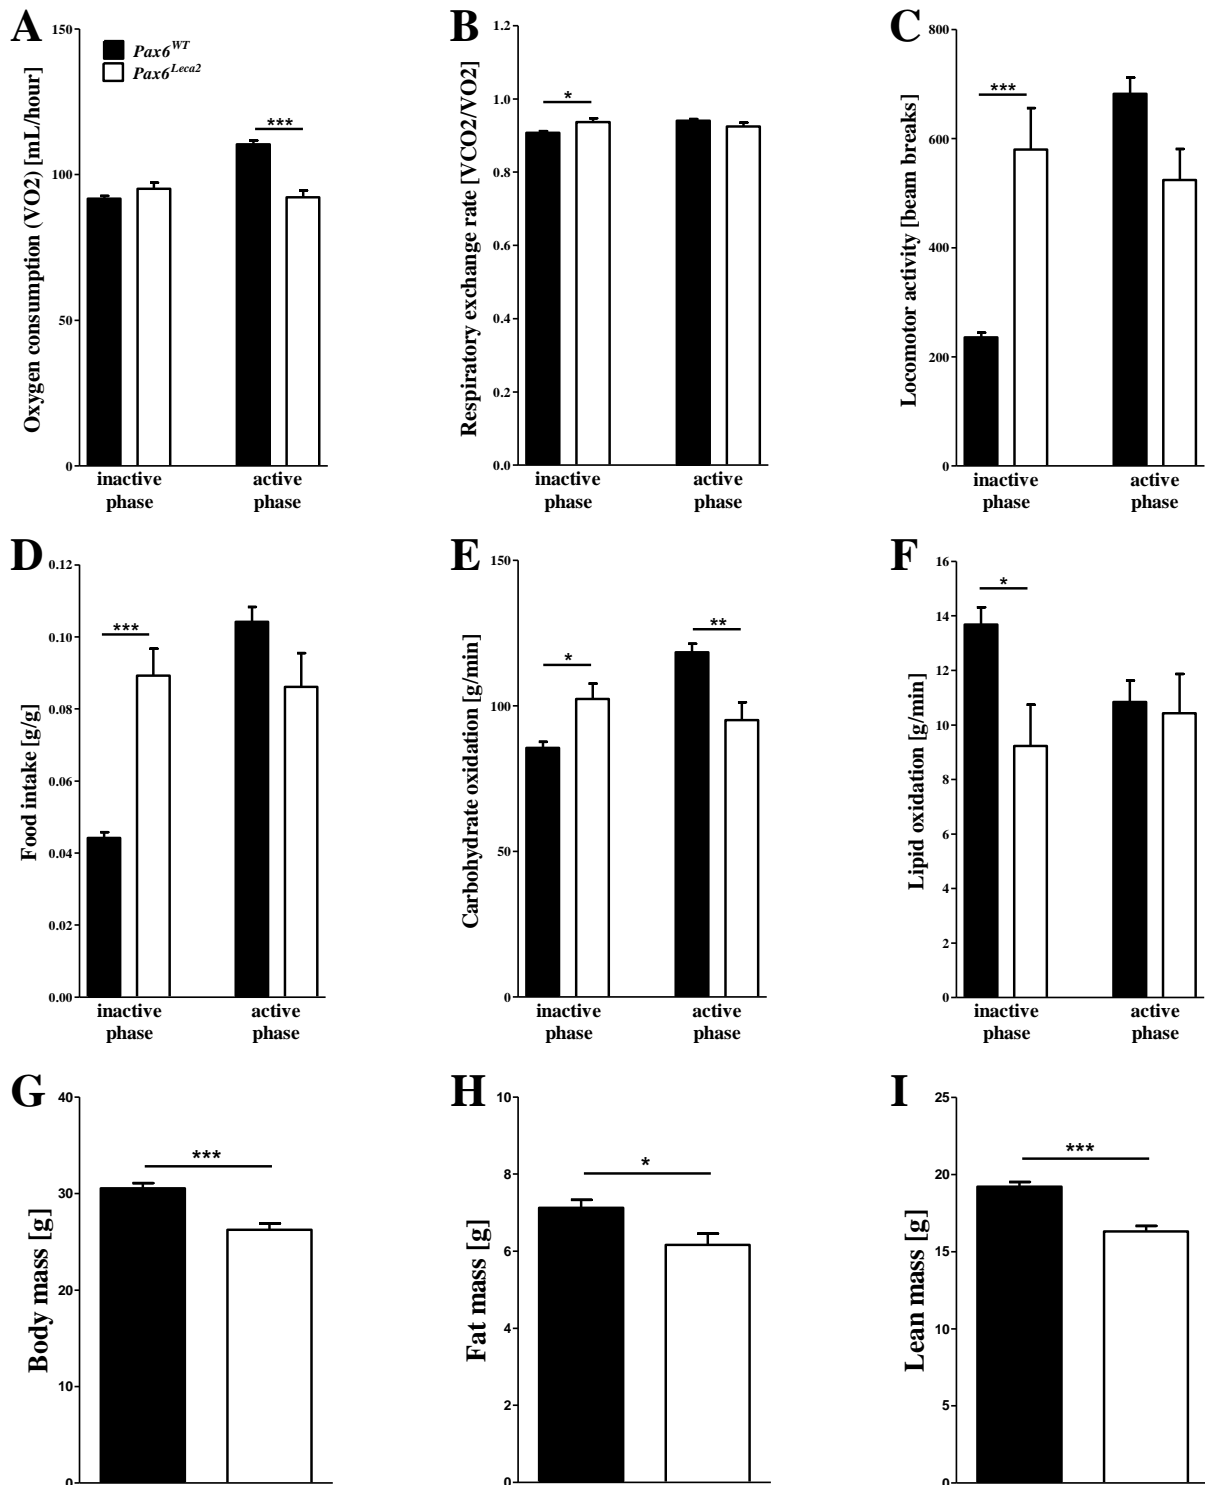 A
Oxygen consumption (VO2) [mL/hour]
150
100
50
0
Pax6^WT
Pax6^Leca2
***
inactive
phase
active
phase
B
Respiratory exchange rate [VCO2/VO2]
1.2
1.0
0.8
0.6
0.4
0.2
0.0
*
inactive
phase
active
phase
C
Locomotor activity [beam breaks]
800
600
400
200
0
***
inactive
phase
active
phase
D
Food intake [g/g]
0.12
0.10
0.08
0.06
0.04
0.02
0.00
***
inactive
phase
active
phase
E
Carbohydrate oxidation [g/min]
150
100
50
0
*
**
inactive
phase
active
phase
F
Lipid oxidation [g/min]
16
14
12
10
8
6
4
2
0
*
inactive
phase
active
phase
G
Body mass [g]
40
30
20
10
0
***
H
Fat mass [g]
10
8
6
4
2
0
*
I
Lean mass [g]
25
20
15
10
5
0
***